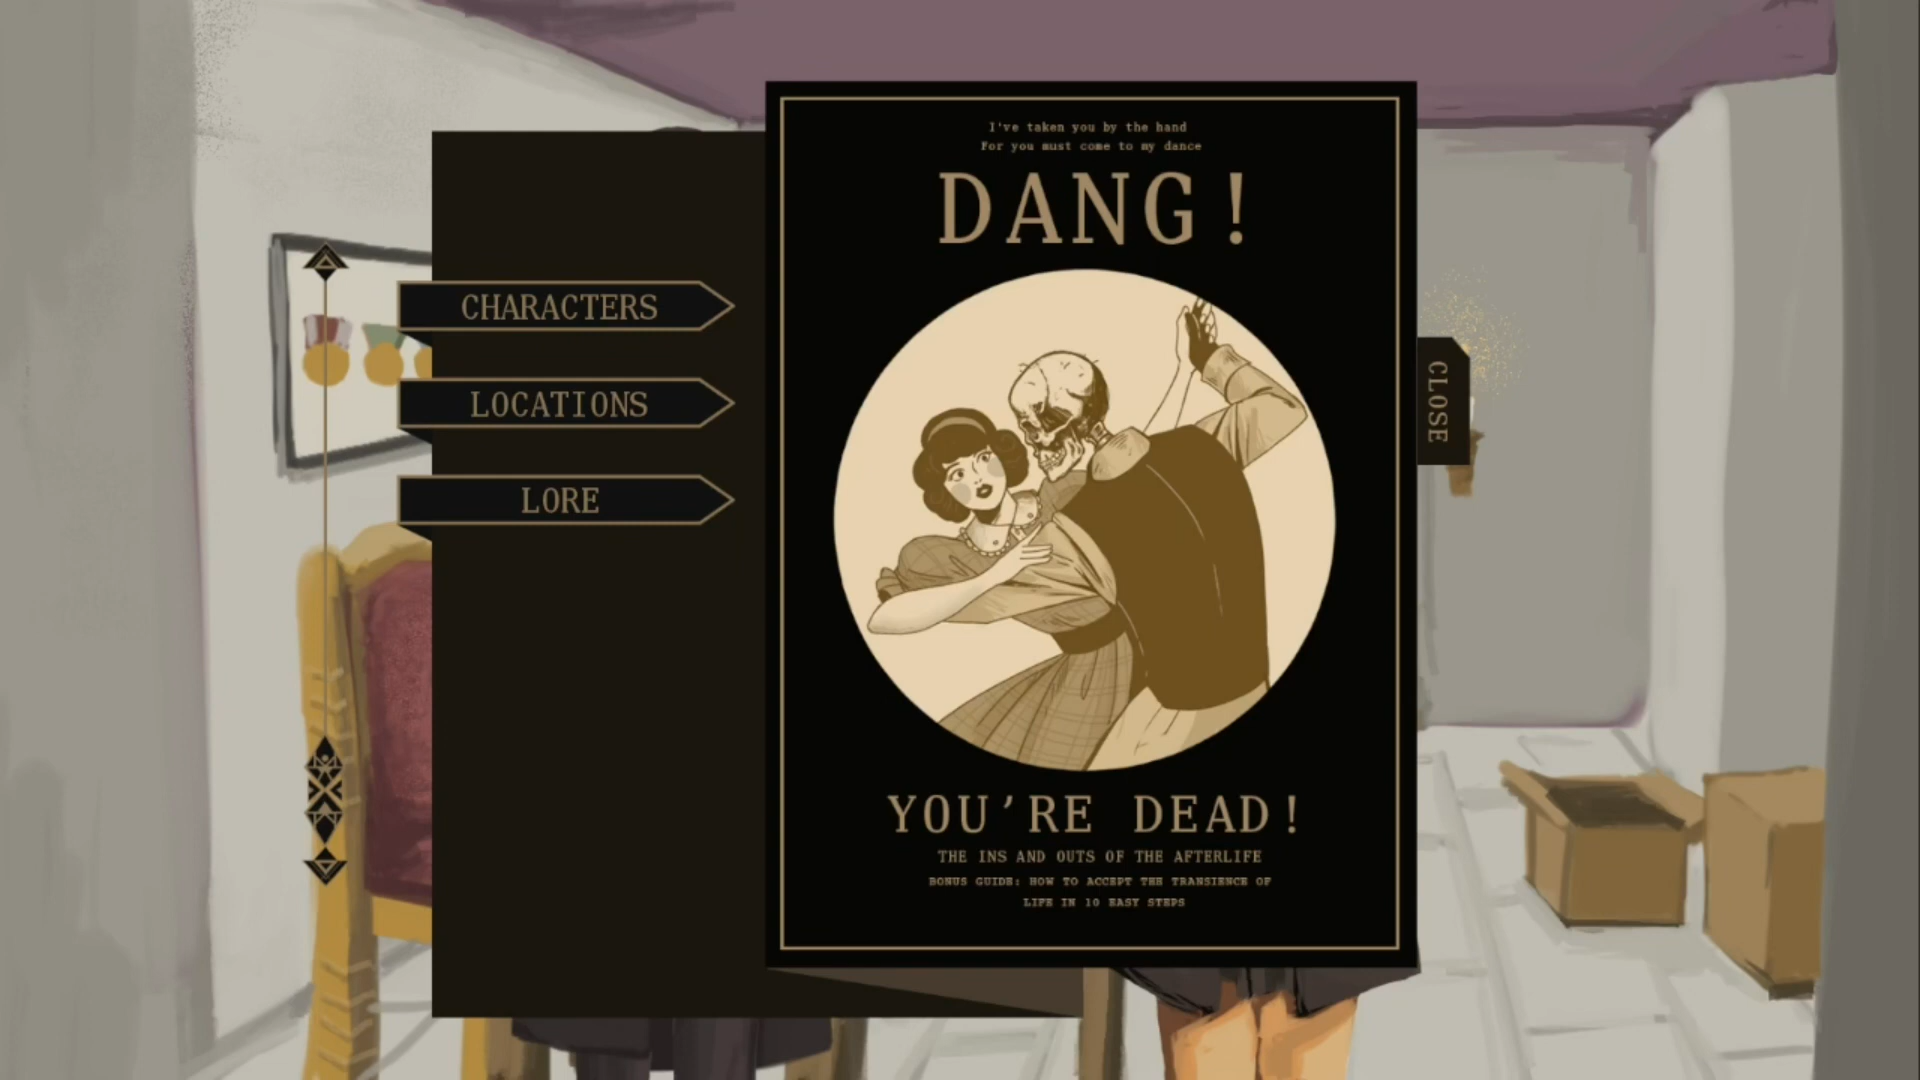 CHARACTERS
LOCATIONS
LORE
I've taken you by the hand
For you must come to my dance
DANG!
YOU'RE DEAD!
THE INS AND OUTS OF THE AFTERLIFE
BONUS GUIDE: HOW TO ACCEPT THE TRANSIENCE OF
LIFE IN 10 EASY STEPS
CLOSE